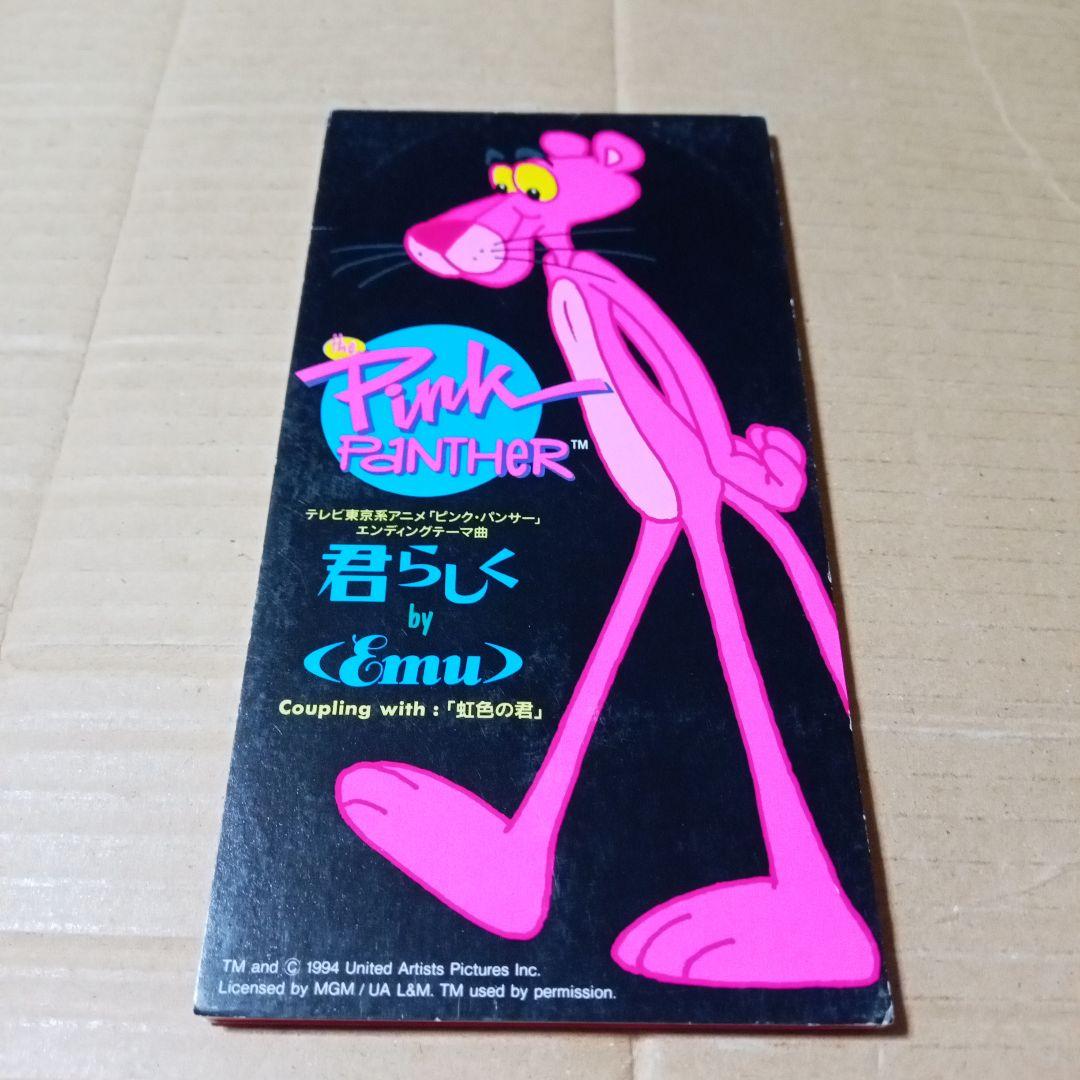 the
Pink
PANTHER™
テレビ東京系アニメ「ピンク・パンサー」
エンディングテーマ曲
君らしく
by
Emu
Coupling with :「虹色の君」
TM and © 1994 United Artists Pictures Inc.
Licensed by MGM / UA L&M. TM used by permission.